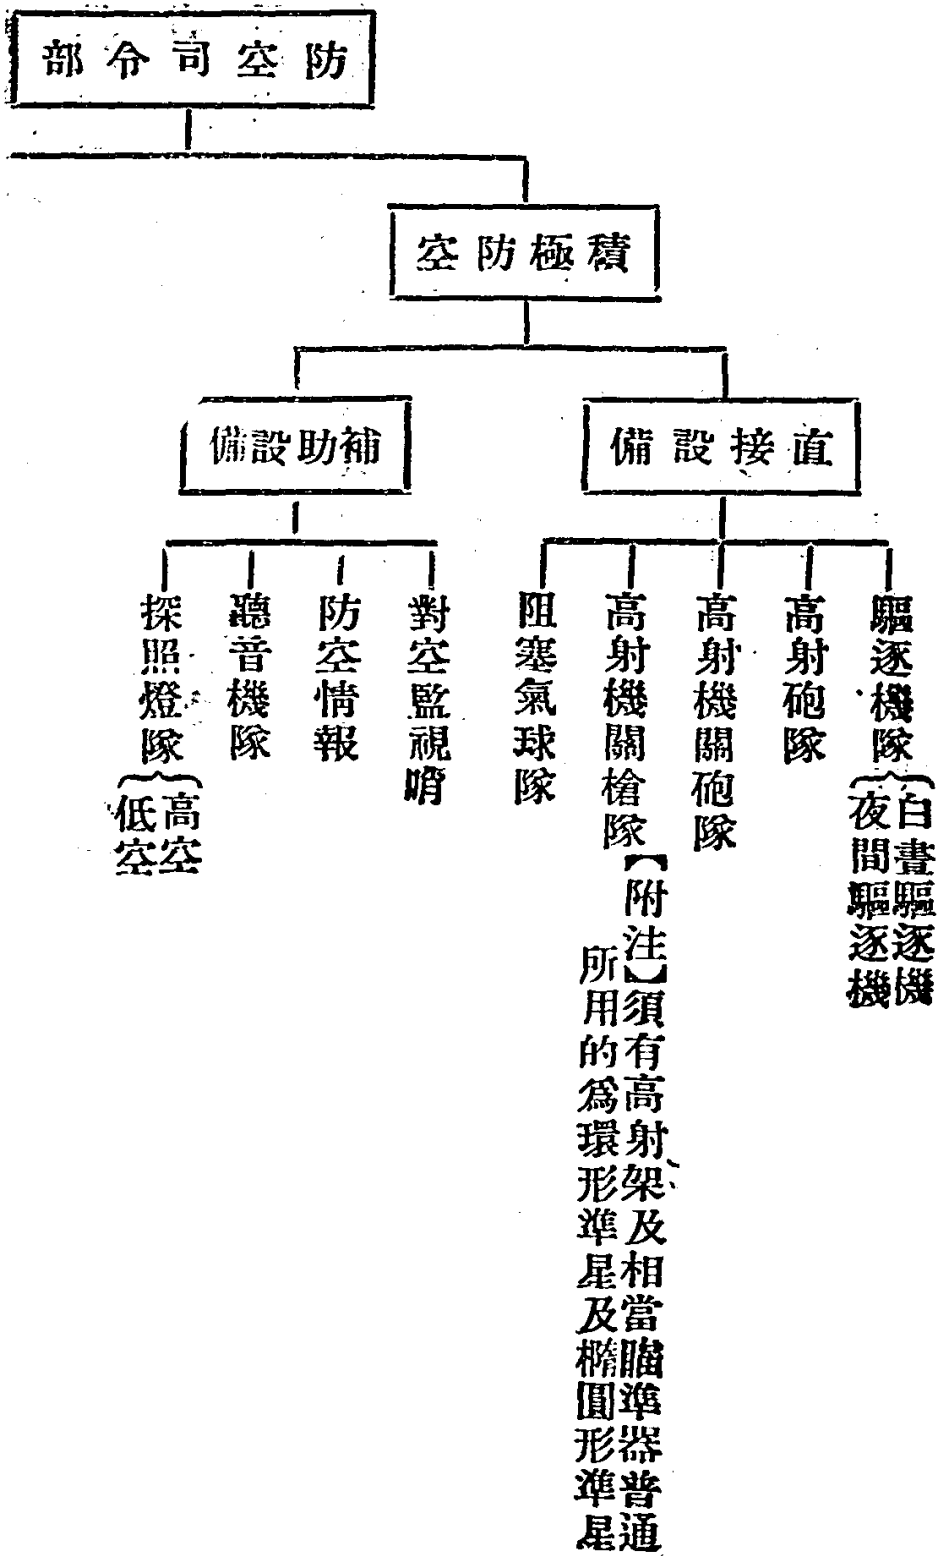 防空司令部
積極防空
直接設備
補助設備
驅逐機隊
白晝驅逐機
夜間驅逐機
高射砲隊
高射機關砲隊
高射機關槍隊
【附注】須有高射架及相當瞄準器普通
所用的爲環形準星及橢圓形準星
阻塞氣球隊
對空監視哨
防空情報
聽音機隊
探照燈隊
高空
低空